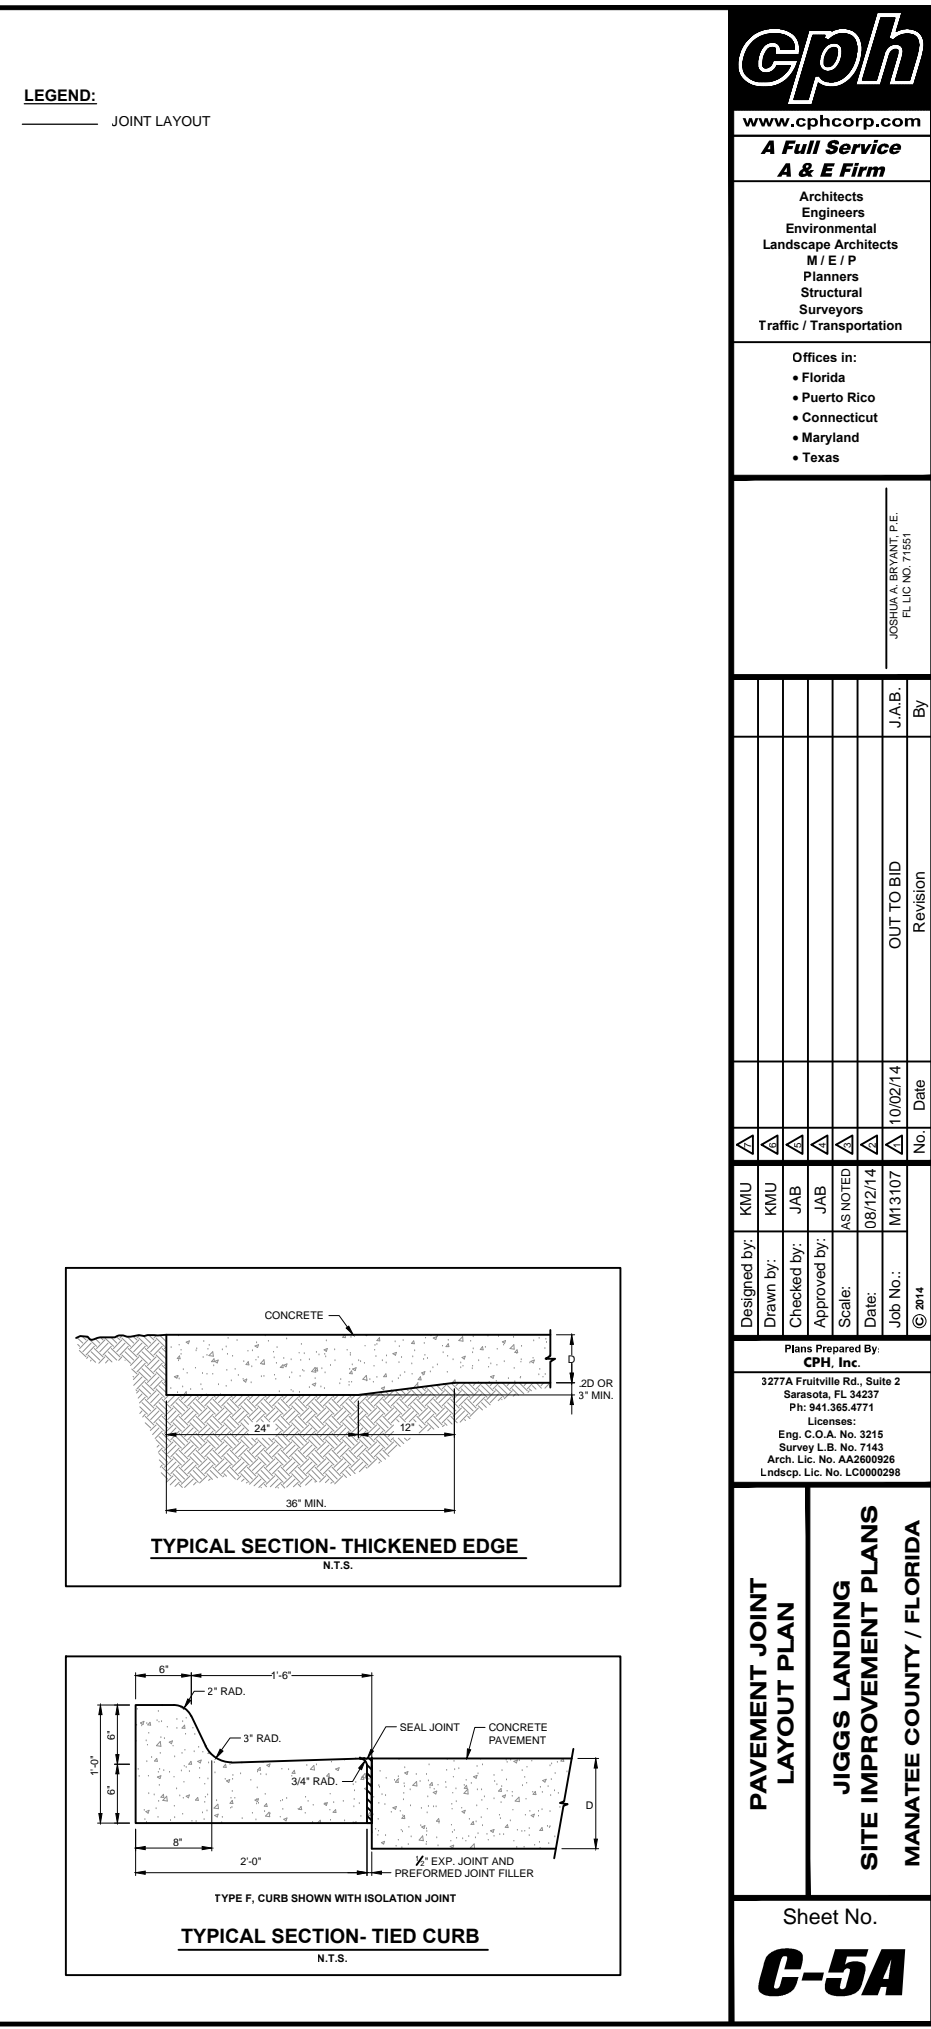 LEGEND:
JOINT LAYOUT
CONCRETE
D
.2D OR
3" MIN.
24"
12"
36" MIN.
TYPICAL SECTION- THICKENED EDGE
N.T.S.
6"
1'-6"
2" RAD.
3" RAD.
SEAL JOINT
CONCRETE
PAVEMENT
3/4" RAD.
1'-0"
6"
6"
D
8"
2'-0"
½" EXP. JOINT AND
PREFORMED JOINT FILLER
TYPE F, CURB SHOWN WITH ISOLATION JOINT
TYPICAL SECTION- TIED CURB
N.T.S.
cph
www.cphcorp.com
A Full Service
A & E Firm
Architects
Engineers
Environmental
Landscape Architects
M / E / P
Planners
Structural
Surveyors
Traffic / Transportation
Offices in:
• Florida
• Puerto Rico
• Connecticut
• Maryland
• Texas
JOSHUA A. BRYANT, P.E.
FL LIC NO. 71551
7
6
5
4
3
2
1 10/02/14 OUT TO BID J.A.B.
No. Date Revision By
Designed by: KMU
Drawn by: KMU
Checked by: JAB
Approved by: JAB
Scale: AS NOTED
Date: 08/12/14
Job No.: M13107
© 2014
Plans Prepared By:
CPH, Inc.
3277A Fruitville Rd., Suite 2
Sarasota, FL 34237
Ph: 941.365.4771
Licenses:
Eng. C.O.A. No. 3215
Survey L.B. No. 7143
Arch. Lic. No. AA2600926
Lndscp. Lic. No. LC0000298
PAVEMENT JOINT
LAYOUT PLAN
JIGGS LANDING
SITE IMPROVEMENT PLANS
MANATEE COUNTY / FLORIDA
Sheet No.
C-5A